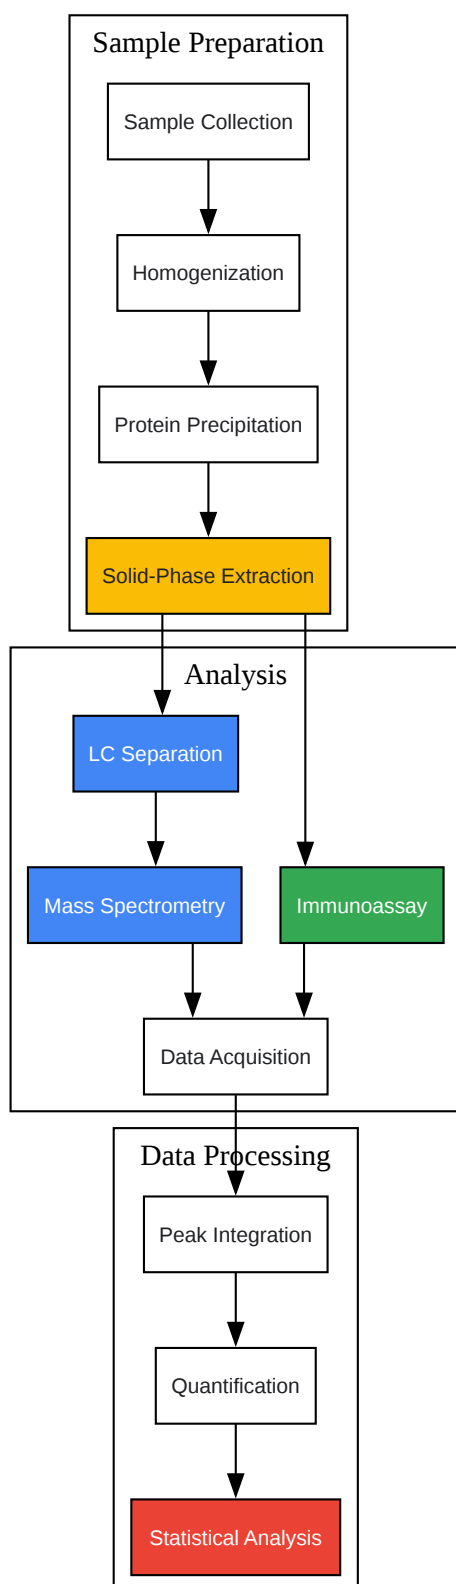 Sample Preparation
Sample Collection
Homogenization
Protein Precipitation
Solid-Phase Extraction
Analysis
LC Separation
Mass Spectrometry
Immunoassay
Data Acquisition
Data Processing
Peak Integration
Quantification
Statistical Analysis